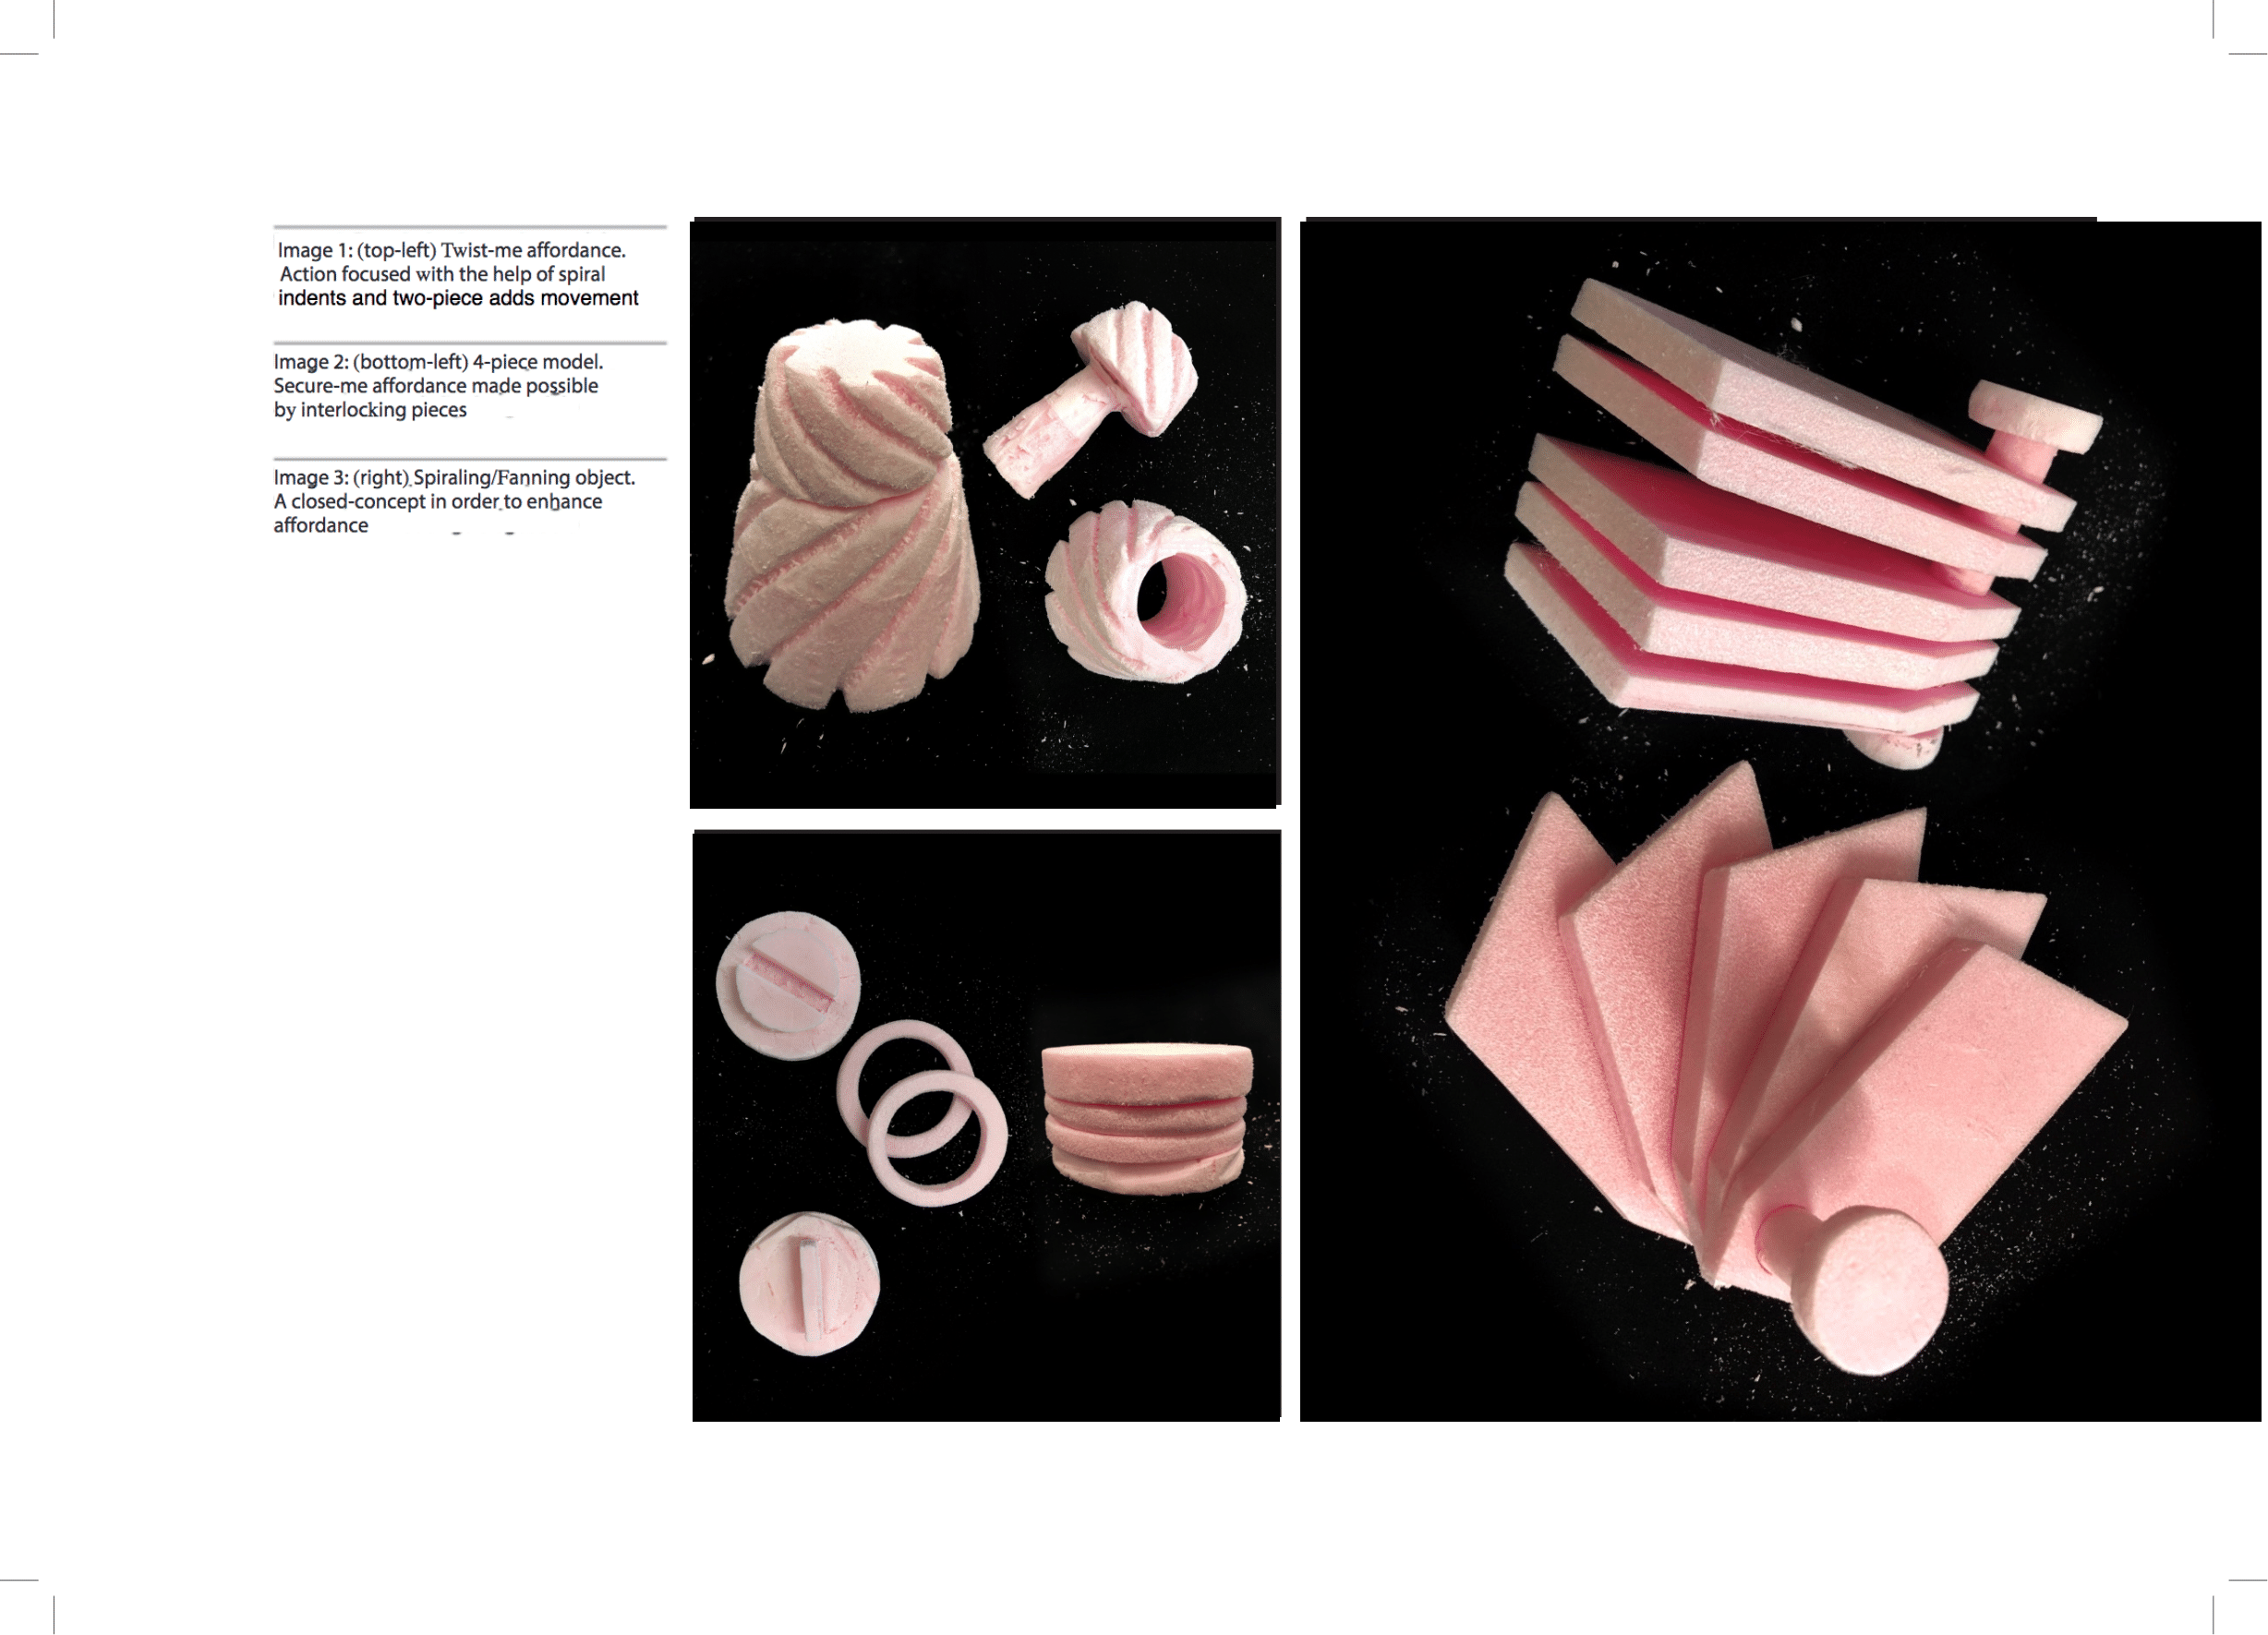 Image 1: (top-left) Twist-me affordance.
Action focused with the help of spiral
indents and two-piece adds movement
Image 2: (bottom-left) 4-piece model.
Secure-me affordance made possible
by interlocking pieces
Image 3: (right) Spiraling/Fanning object.
A closed-concept in order to enhance
affordance